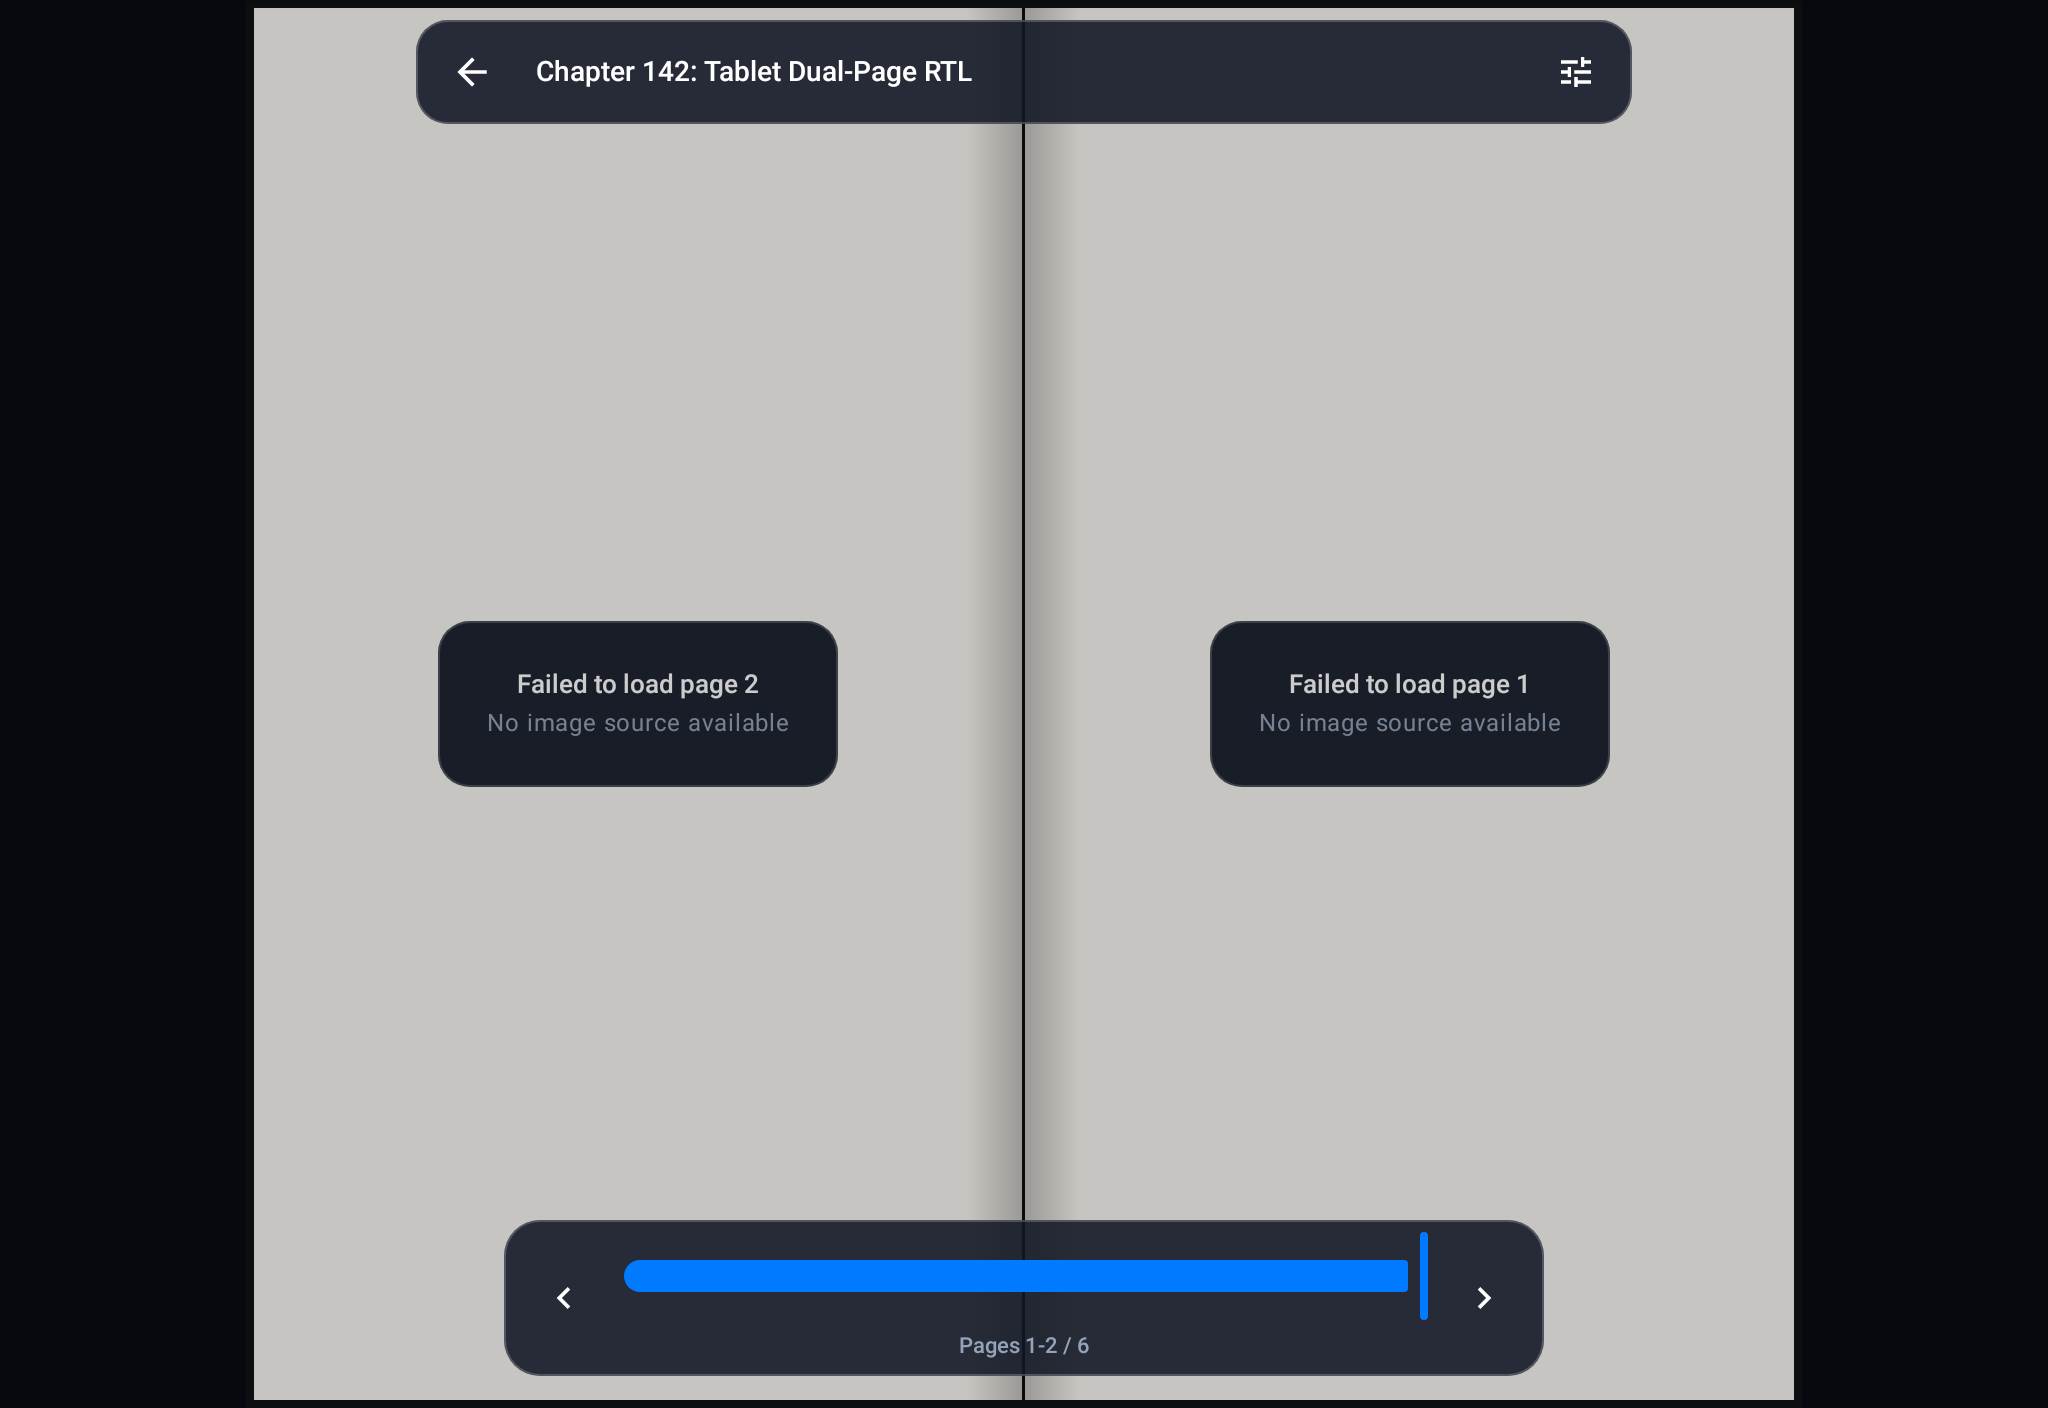 Chapter 142: Tablet Dual-Page RTL
Failed to load page 2
No image source available
Failed to load page 1
No image source available
Pages 1-2 / 6